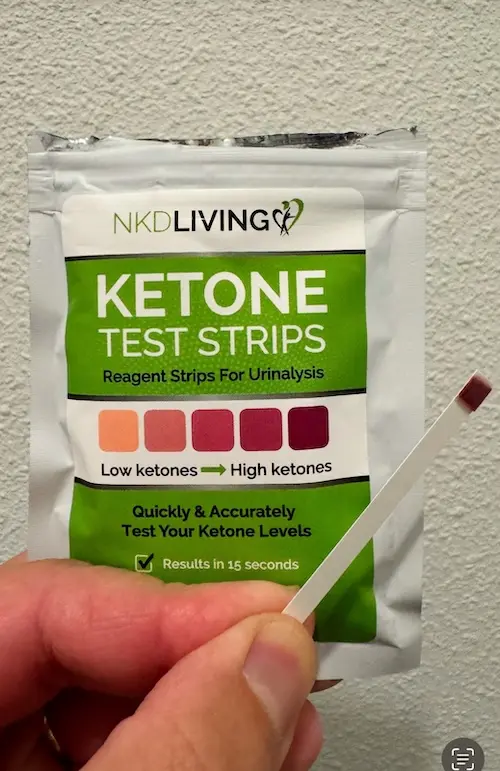 NKDLIVING
KETONE
TEST STRIPS
Reagent Strips For Urinalysis
Low ketones High ketones
Quickly & Accurately
Test Your Ketone Levels
Results in 15 seconds